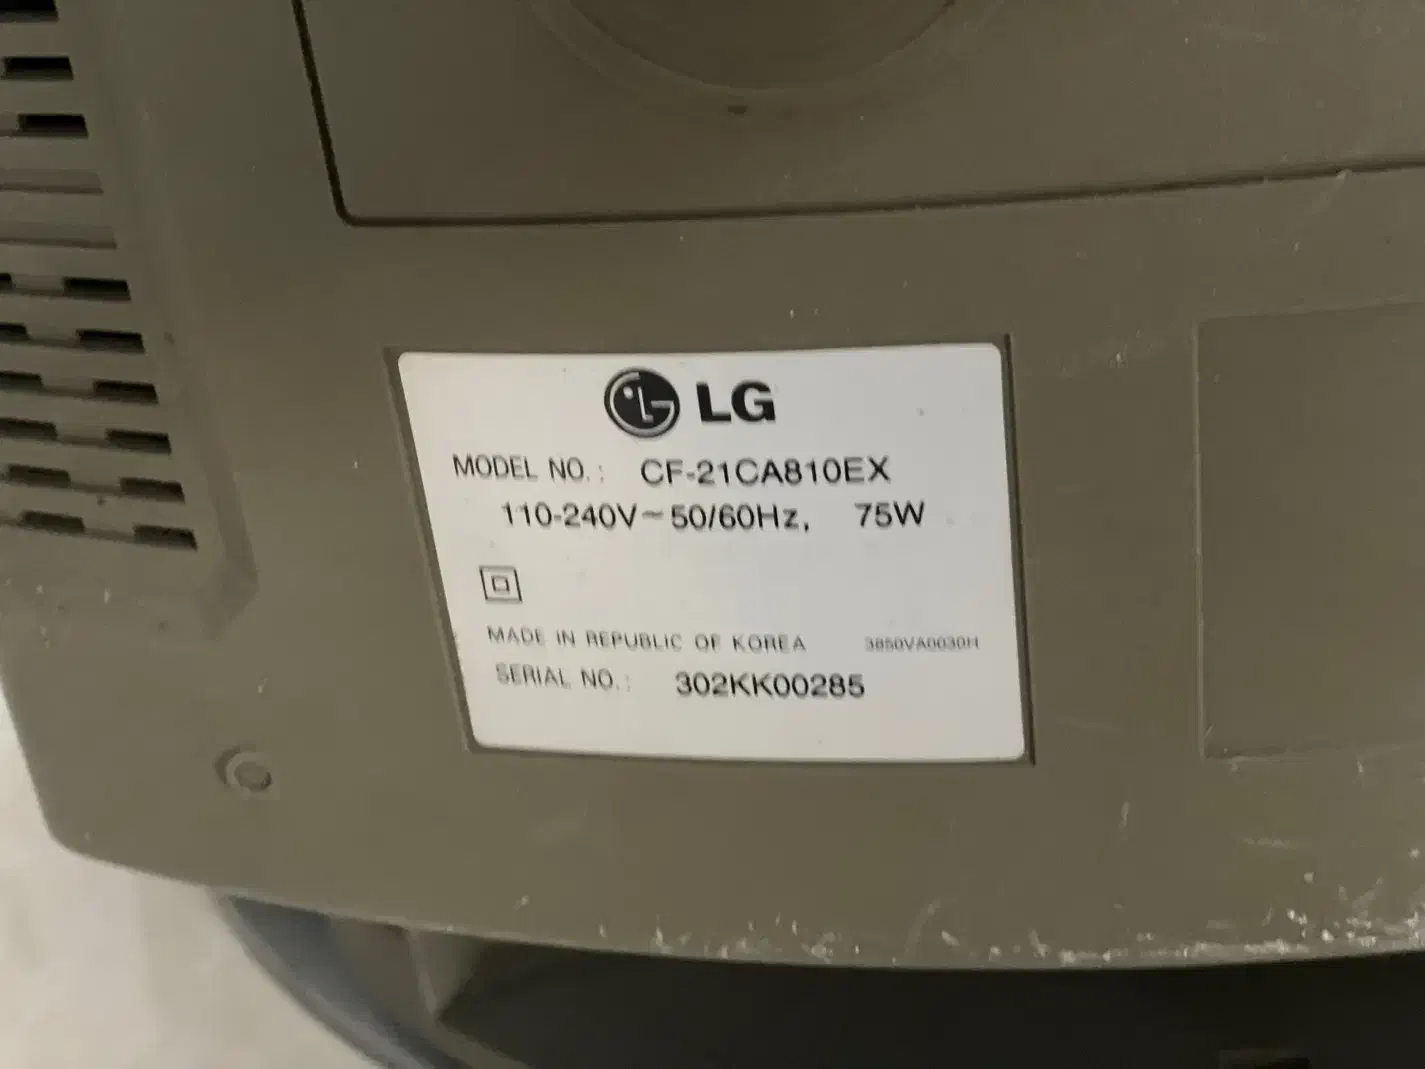 LG
MODEL NO.: CF-21CA810EX
110-240V~50/60Hz, 75W
MADE IN REPUBLIC OF KOREA 3850VA0030H
SERIAL NO.: 302KK00285